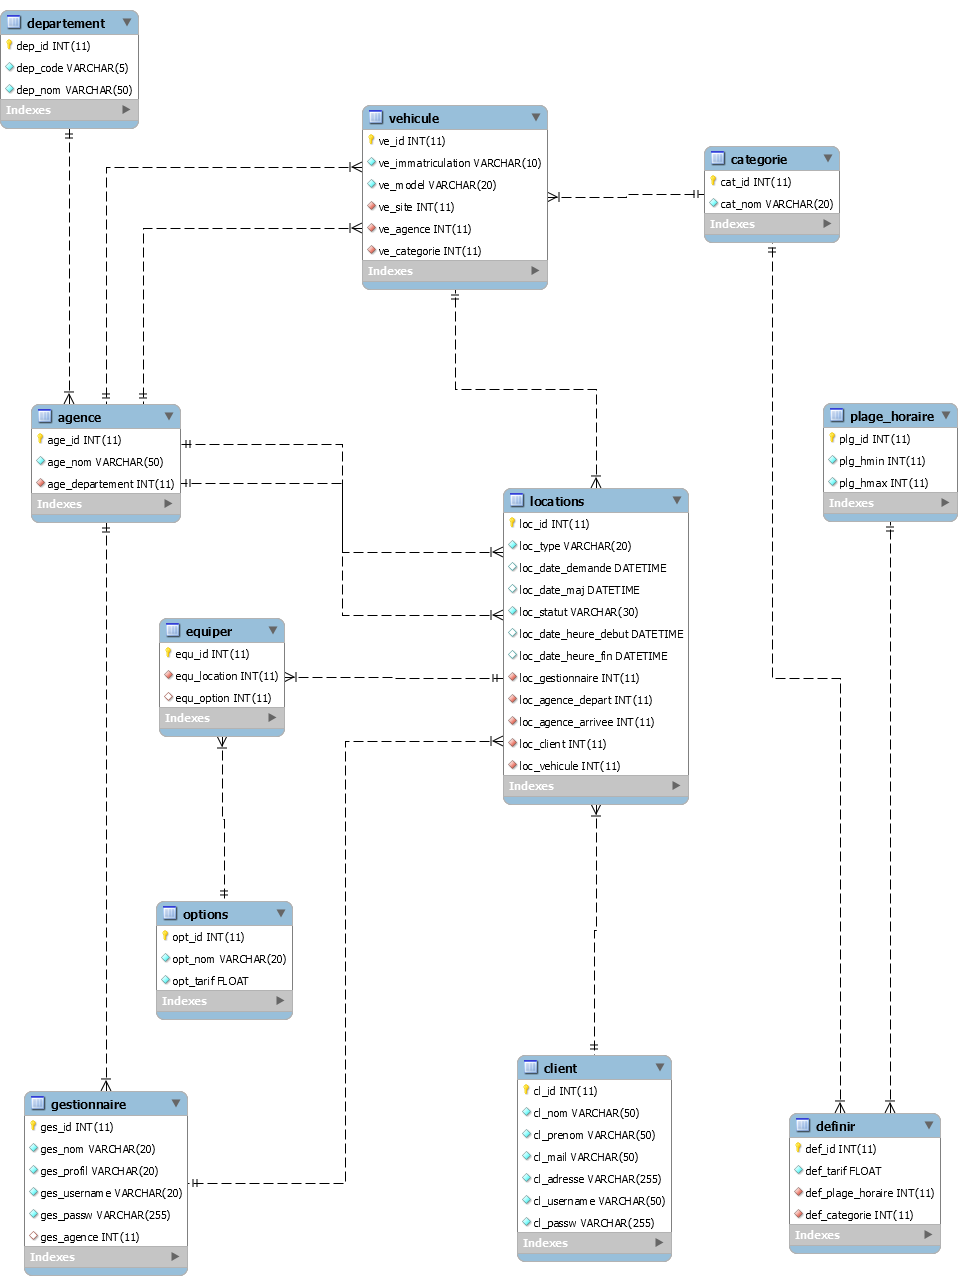 departement
dep_id INT(11)
dep_code VARCHAR(5)
dep_nom VARCHAR(50)
Indexes
vehicule
ve_id INT(11)
ve_immatriculation VARCHAR(10)
ve_model VARCHAR(20)
ve_site INT(11)
ve_agence INT(11)
ve_categorie INT(11)
Indexes
categorie
cat_id INT(11)
cat_nom VARCHAR(20)
Indexes
agence
age_id INT(11)
age_nom VARCHAR(50)
age_departement INT(11)
Indexes
plage_horaire
plg_id INT(11)
plg_hmin INT(11)
plg_hmax INT(11)
Indexes
locations
loc_id INT(11)
loc_type VARCHAR(20)
loc_date_demande DATETIME
loc_date_maj DATETIME
loc_statut VARCHAR(30)
loc_date_heure_debut DATETIME
loc_date_heure_fin DATETIME
loc_gestionnaire INT(11)
loc_agence_depart INT(11)
loc_agence_arrivee INT(11)
loc_client INT(11)
loc_vehicule INT(11)
Indexes
equiper
equ_id INT(11)
equ_location INT(11)
equ_option INT(11)
Indexes
options
opt_id INT(11)
opt_nom VARCHAR(20)
opt_tarif FLOAT
Indexes
gestionnaire
ges_id INT(11)
ges_nom VARCHAR(20)
ges_profil VARCHAR(20)
ges_username VARCHAR(20)
ges_passw VARCHAR(255)
ges_agence INT(11)
Indexes
client
cl_id INT(11)
cl_nom VARCHAR(50)
cl_prenom VARCHAR(50)
cl_mail VARCHAR(50)
cl_adresse VARCHAR(255)
cl_username VARCHAR(50)
cl_passw VARCHAR(255)
Indexes
definir
def_id INT(11)
def_tarif FLOAT
def_plage_horaire INT(11)
def_categorie INT(11)
Indexes